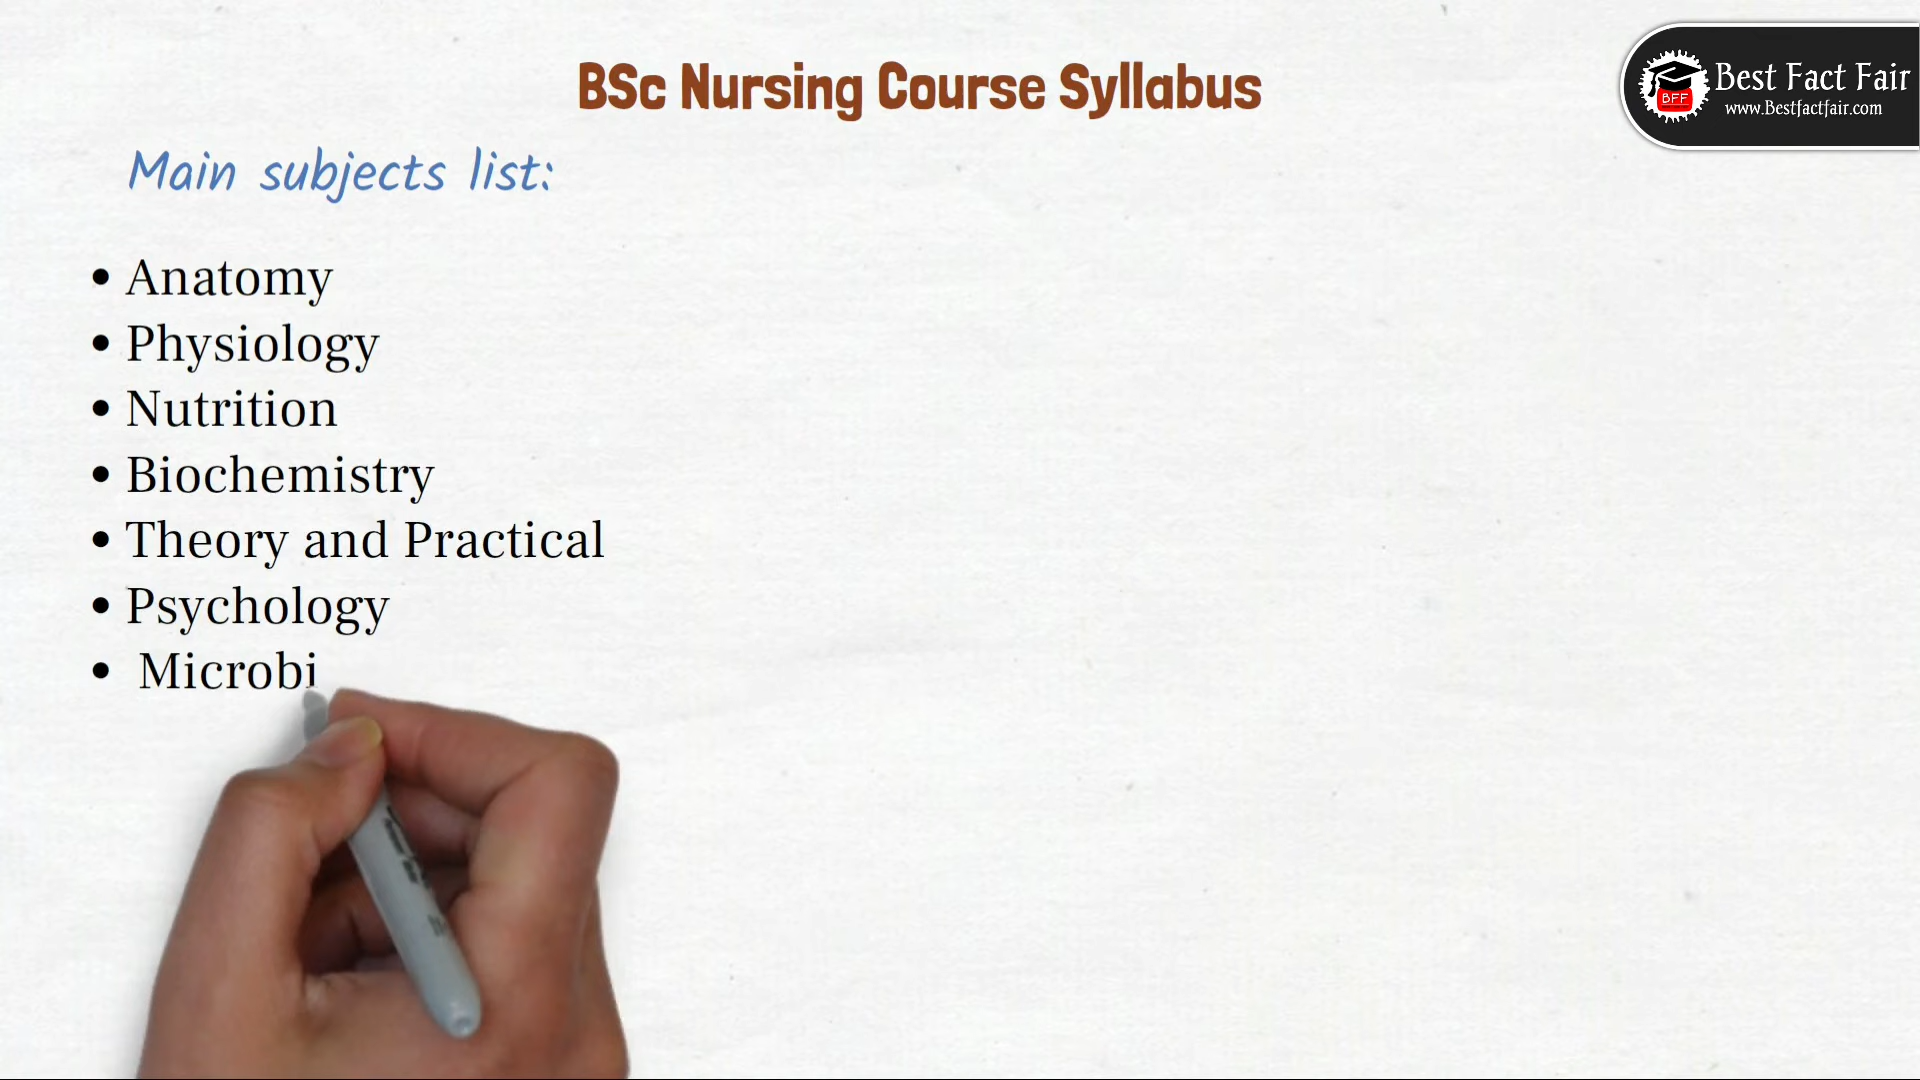 BSc Nursing Course Syllabus
Best Fact Fair
BFF
www.Bestfactfair.com
Main subjects list:
• Anatomy
• Physiology
• Nutrition
• Biochemistry
• Theory and Practical
• Psychology
• Microbi